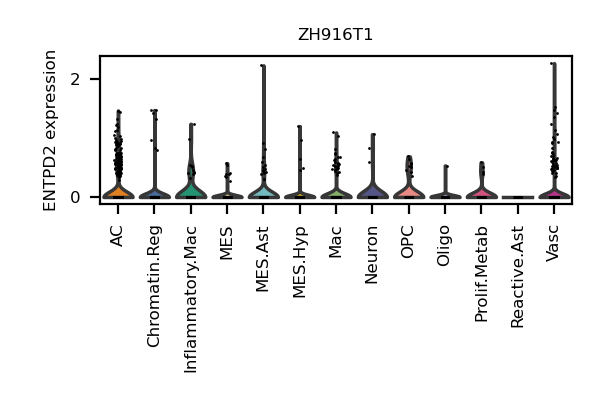 ZH916T1
ENTPD2 expression
2
0
AC
Chromatin.Reg
Inflammatory.Mac
MES
MES.Ast
MES.Hyp
Mac
Neuron
OPC
Oligo
Prolif.Metab
Reactive.Ast
Vasc